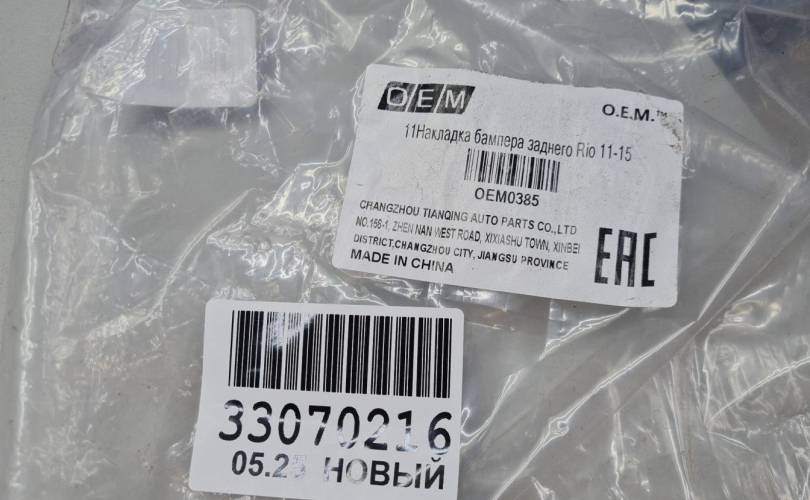 OEM
O.E.M.™
11Накладка бампера заднего Rio 11-15
OEM0385
CHANGZHOU TIANQING AUTO PARTS CO.,LTD
NO.156-1, ZHEN NAN WEST ROAD, XIXIASHU TOWN, XINBEI
DISTRICT,CHANGZHOU CITY, JIANGSU PROVINCE
MADE IN CHINA
EAC
33070216
НОВЫЙ